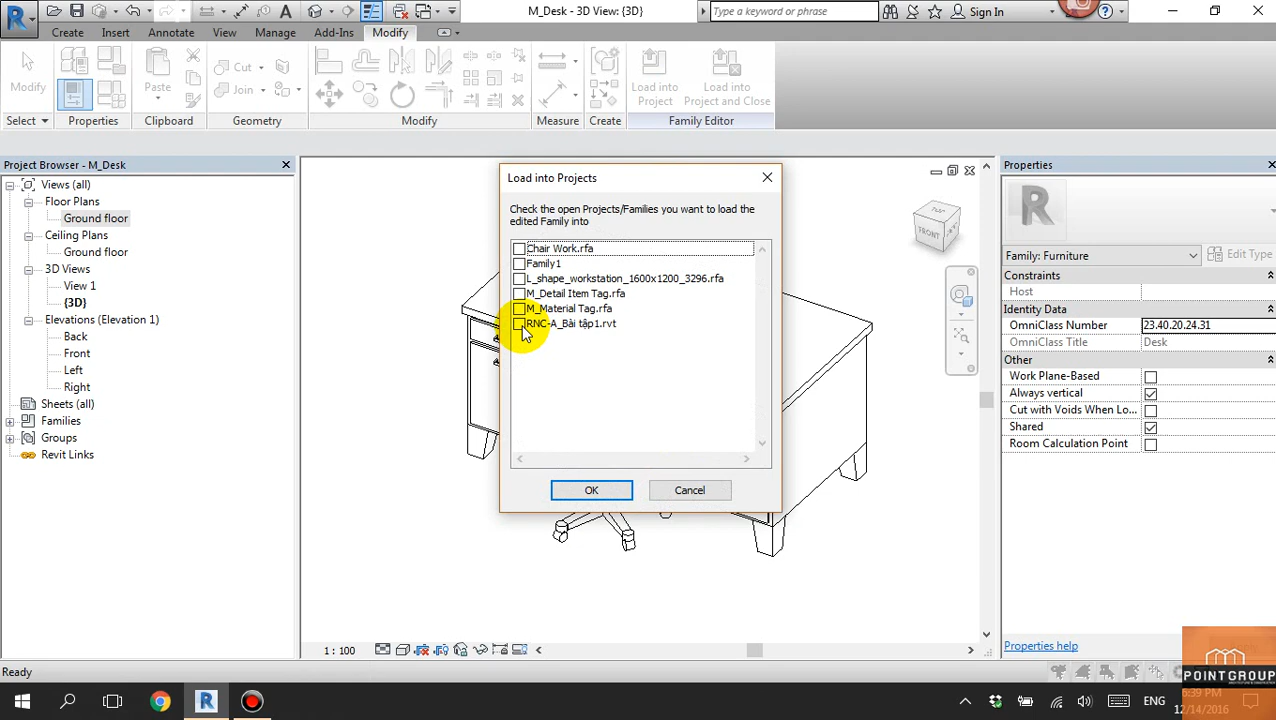 M_Desk - 3D View: {3D}
Type a keyword or phrase
Sign In
Create Insert Annotate View Manage Add-Ins Modify
Modify
Paste
Cut
Join
Load into
Project
Load into
Project and Close
Select Properties Clipboard Geometry Modify Measure Create Family Editor
Project Browser - M_Desk
Views (all)
Floor Plans
Ground floor
Ceiling Plans
Ground floor
3D Views
View 1
{3D}
Elevations (Elevation 1)
Back
Front
Left
Right
Sheets (all)
Families
Groups
Revit Links
Load into Projects
Check the open Projects/Families you want to load the
edited Family into
Chair Work.rfa
Family1
L_shape_workstation_1600x1200_3296.rfa
M_Detail Item Tag.rfa
M_Material Tag.rfa
RNC-A_Bài tập1.rvt
OK Cancel
FRONT
Properties
R
Family: Furniture
Edit Type
Constraints
Host
Identity Data
OmniClass Number 23.40.20.24.31
OmniClass Title Desk
Other
Work Plane-Based
Always vertical
Cut with Voids When Lo...
Shared
Room Calculation Point
Properties help
1 : 100
Ready
POINTGROUP
ENG
6:39 PM
12/14/2016